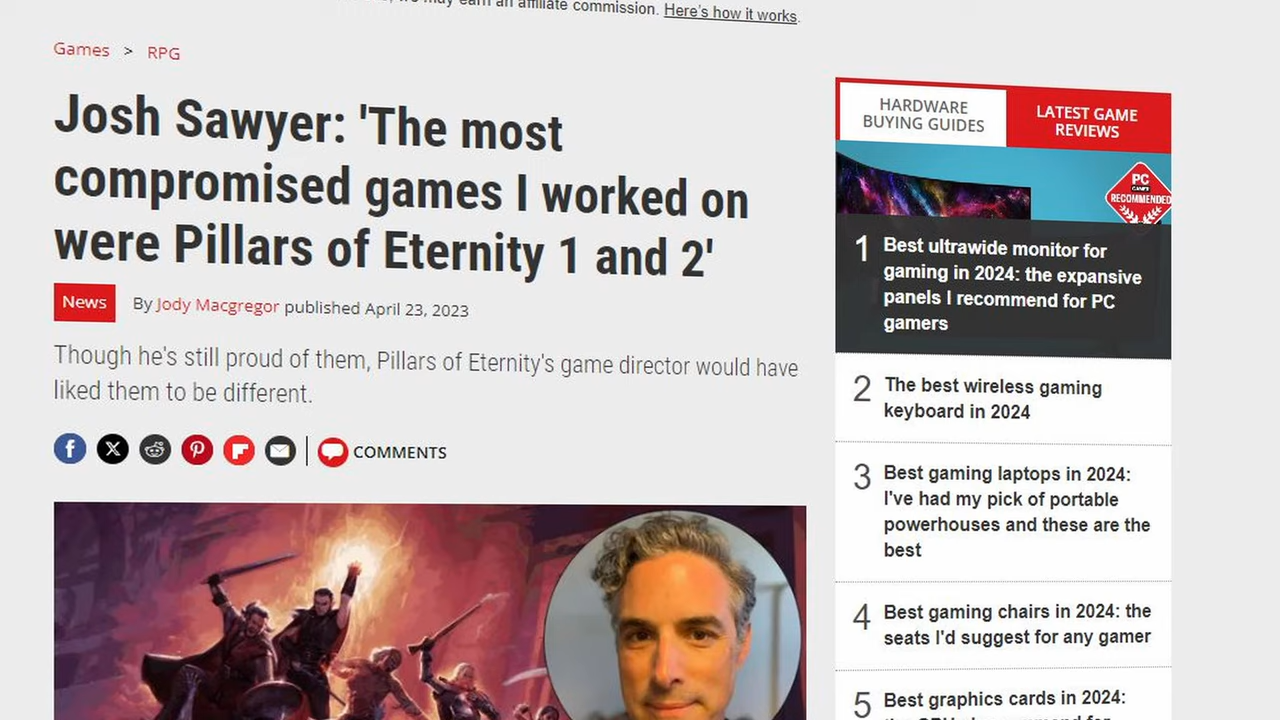 we may earn an affiliate commission. Here's how it works.
Games > RPG
Josh Sawyer: 'The most
compromised games I worked on
were Pillars of Eternity 1 and 2'
News By Jody Macgregor published April 23, 2023
Though he's still proud of them, Pillars of Eternity's game director would have
liked them to be different.
COMMENTS
HARDWARE
BUYING GUIDES
LATEST GAME
REVIEWS
PC
GAMES
RECOMMENDED
1 Best ultrawide monitor for
gaming in 2024: the expansive
panels I recommend for PC
gamers
2 The best wireless gaming
keyboard in 2024
3 Best gaming laptops in 2024:
I've had my pick of portable
powerhouses and these are the
best
4 Best gaming chairs in 2024: the
seats I'd suggest for any gamer
5 Best graphics cards in 2024: